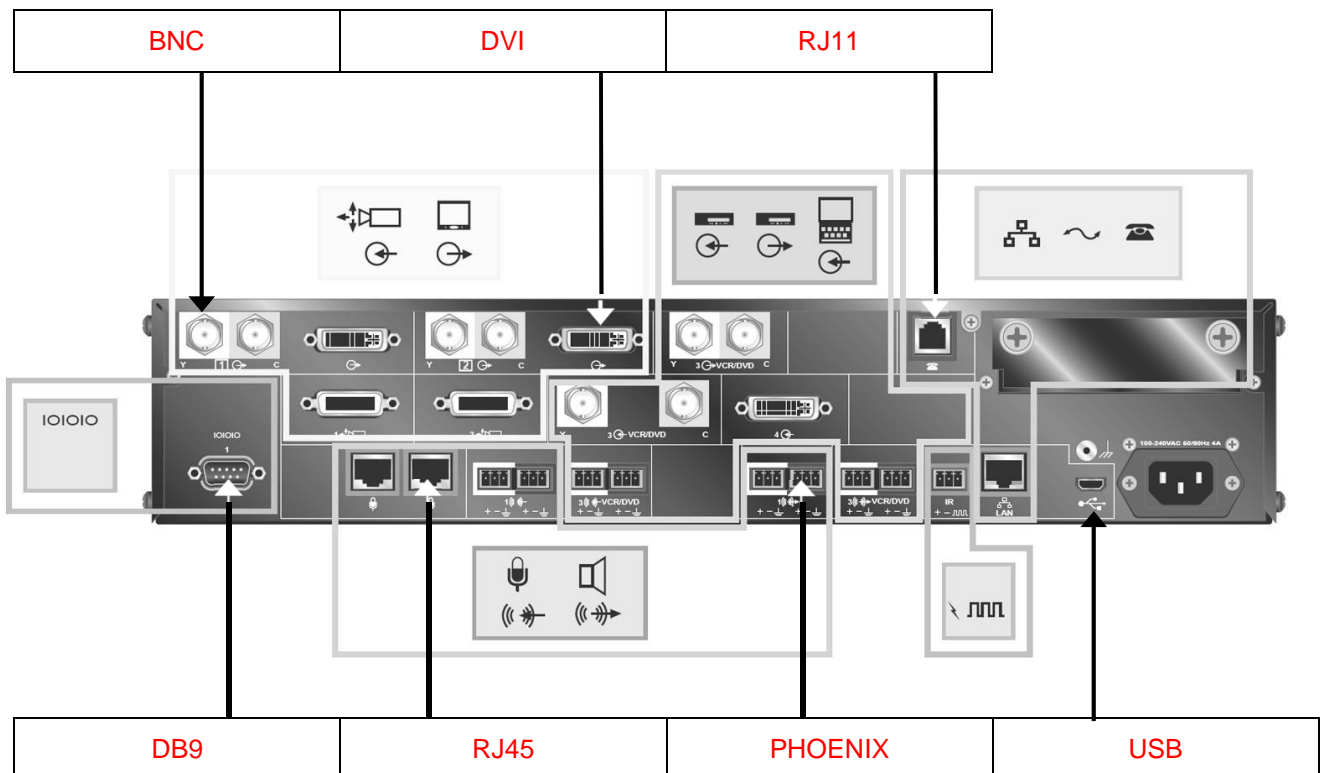 BNC DVI RJ11
Y 1 C
Y 2 C
Y 3 VCR/DVD C
IOIOIO
IOIOIO
1
Y 3 VCR/DVD C
4
100-240VAC 50/60Hz 4A
1
3 VCR/DVD
1
3 VCR/DVD
IR
LAN
+ - + -
+ - + -
+ - + -
+ - + -
+ -
DB9 RJ45 PHOENIX USB